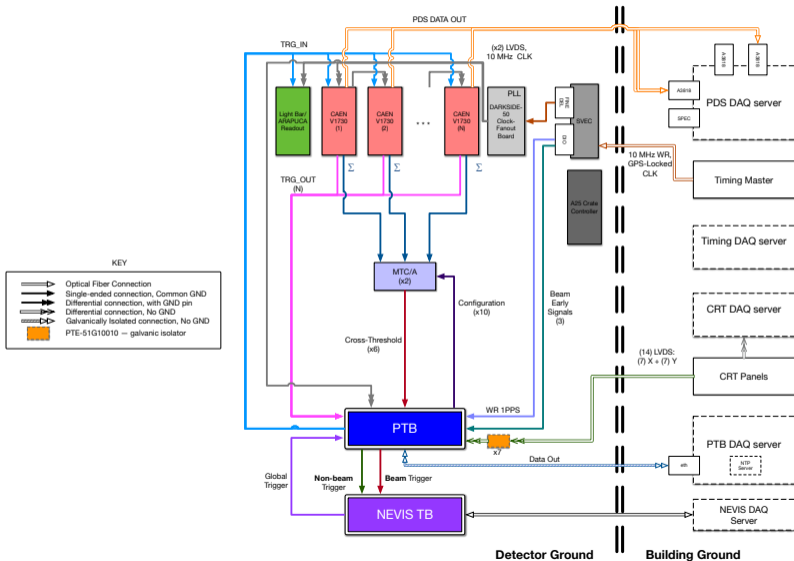 PDS DATA OUT
TRG_IN
(x2) LVDS,
10 MHz CLK
A3818
A3818
PDS DAQ server
A3818
SPEC
Light Bar/
ARAPUCA
Readout
CAEN
V1730
(1)
CAEN
V1730
(2)
...
CAEN
V1730
(N)
PLL
DARKSIDE-
50
Clock-
Fanout
Board
FINE
DEL
DIO
SVEC
10 MHz WR,
GPS-Locked
CLK
Timing Master
Σ
Σ
Σ
TRG_OUT
(N)
A25 Crate
Controller
Timing DAQ server
MTC/A
(x2)
KEY
Optical Fiber Connection
Single-ended connection, Common GND
Differential connection, with GND pin
Differential connection, No GND
Galvanically Isolated connection, No GND
PTE-51G10010 — galvanic isolator
Configuration
(x10)
Beam
Early
Signals
(3)
CRT DAQ server
Cross-Threshold
(x6)
(14) LVDS:
(7) X + (7) Y
CRT Panels
WR 1PPS
PTB
x7
PTB DAQ server
eth
NTP
Server
Data Out
Global
Trigger
Non-beam
Trigger
Beam Trigger
NEVIS TB
NEVIS DAQ
Server
Detector Ground
Building Ground